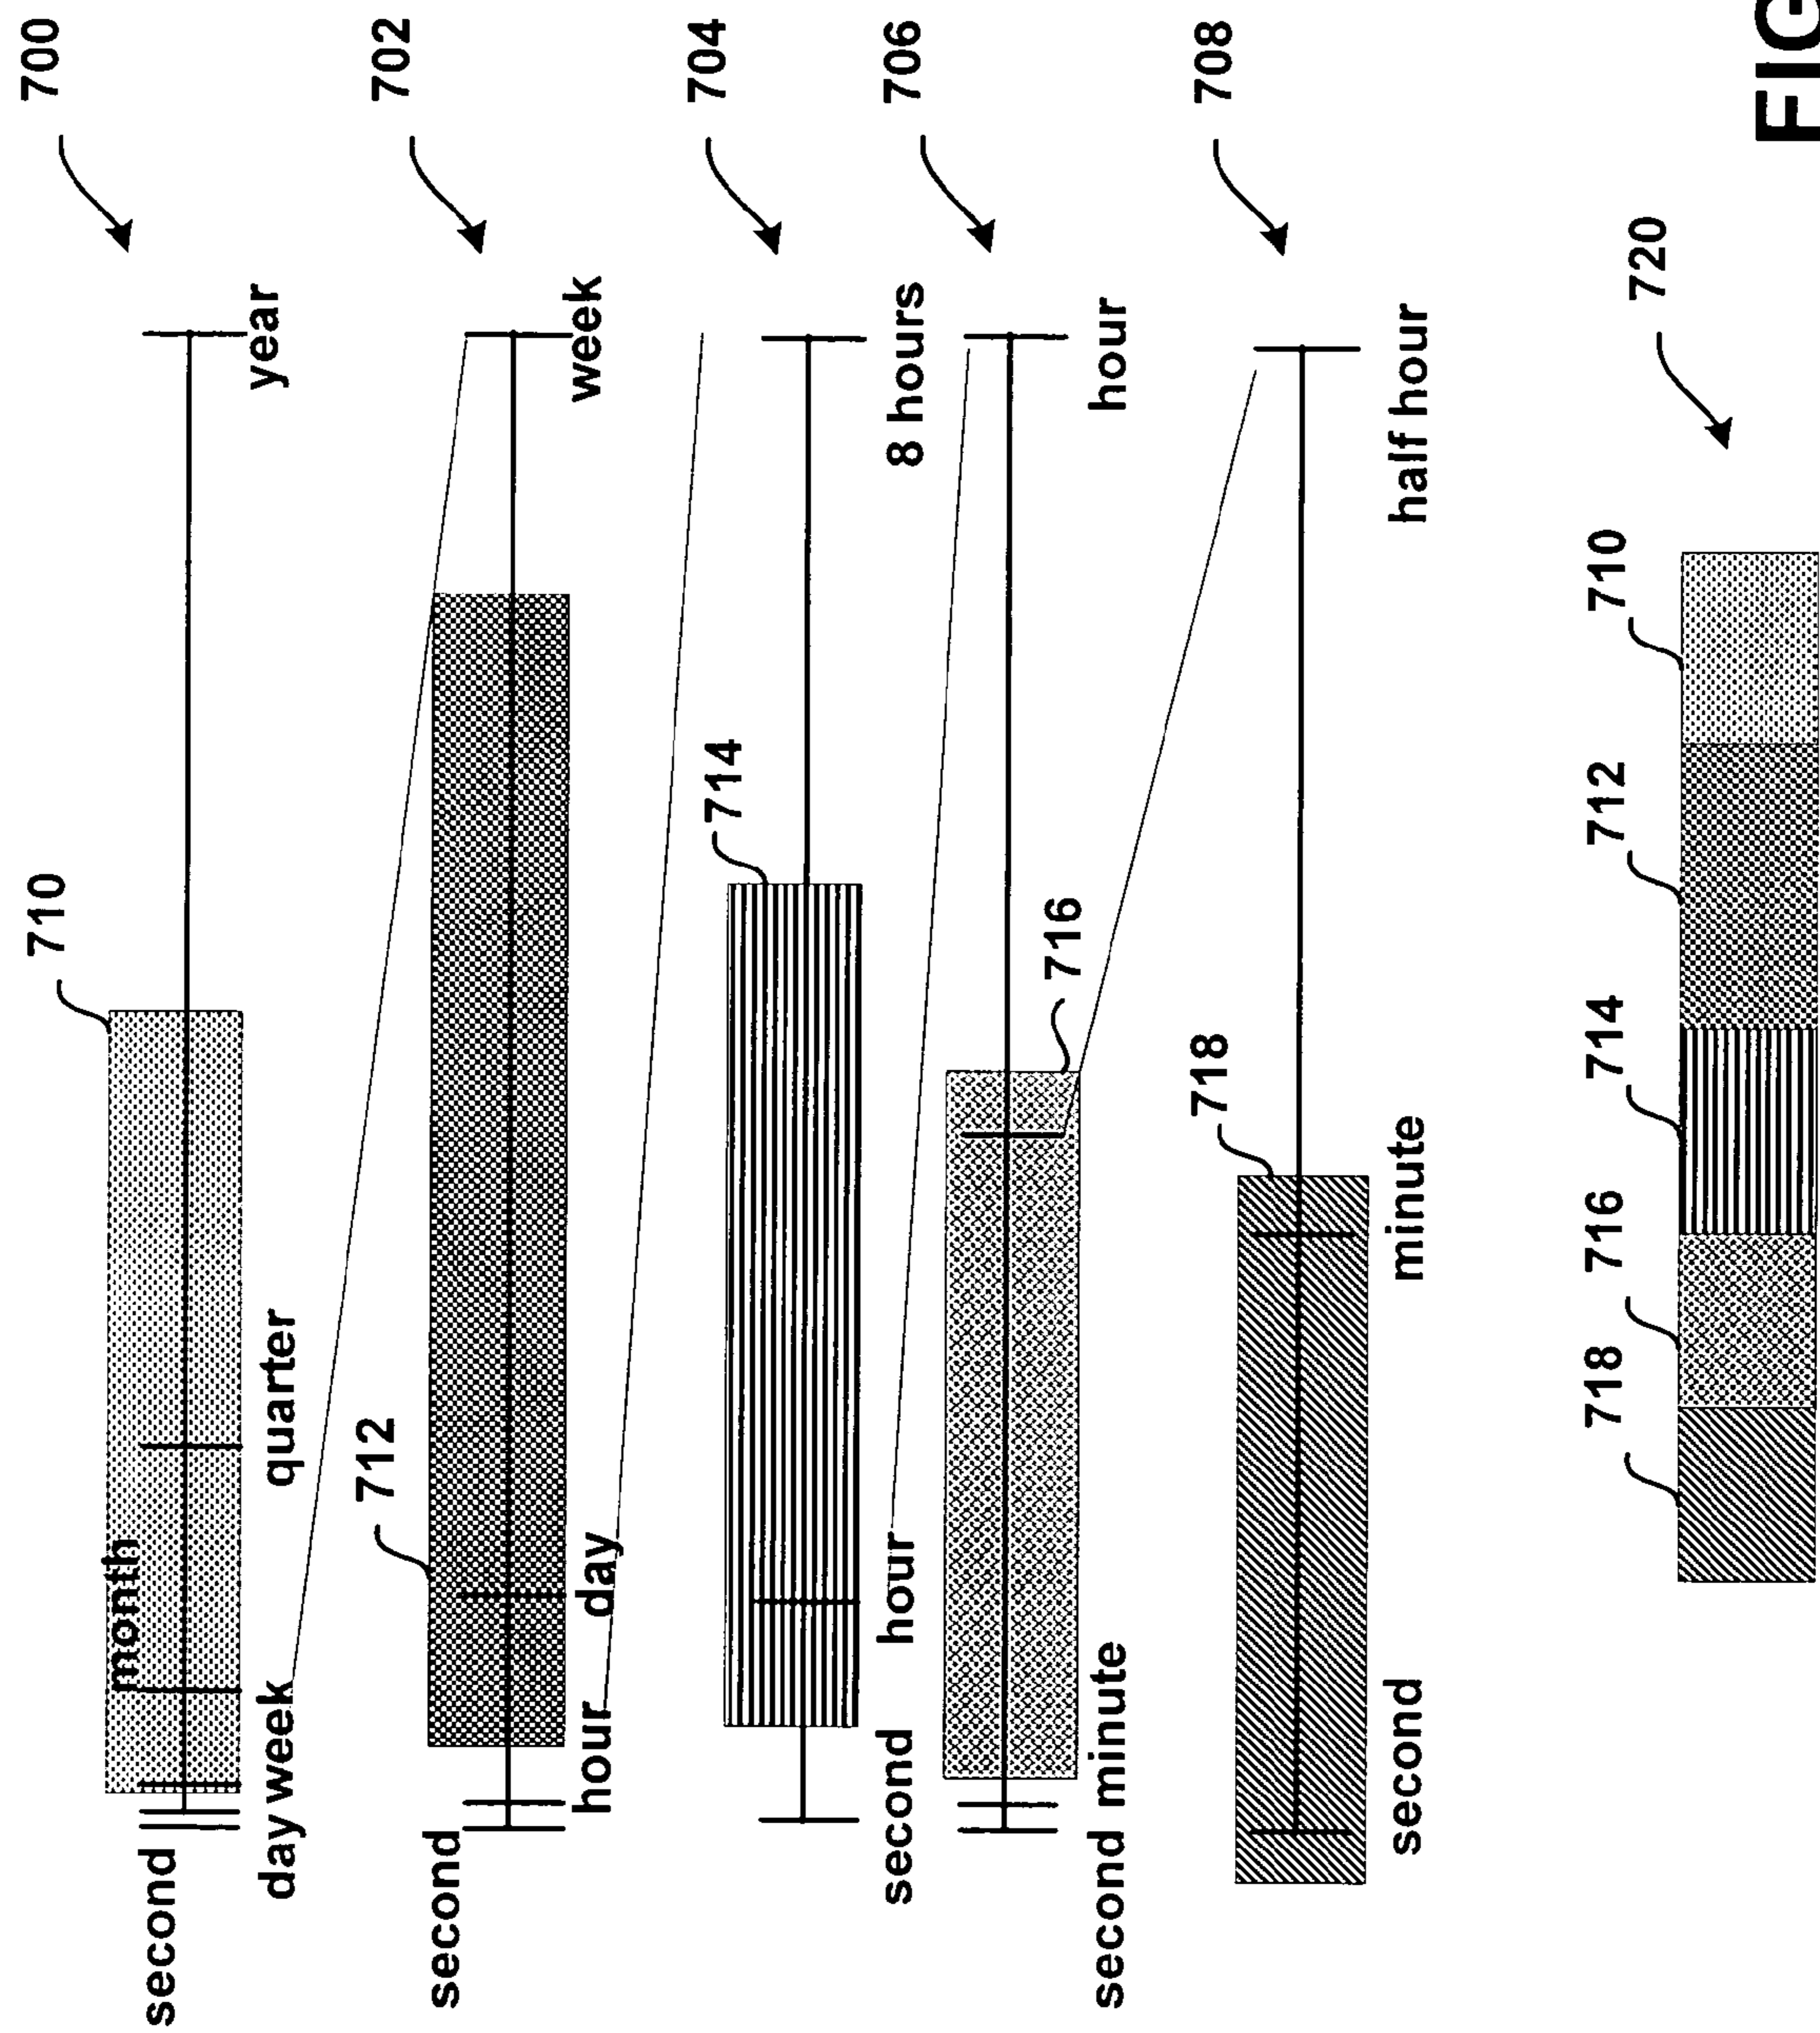 710 700
month
second
day week quarter year
712 702
second
hour day week
714 704
second hour 8 hours 706
716
second minute hour
718 708
second minute half hour
718 716 714 712 710 720
FIG